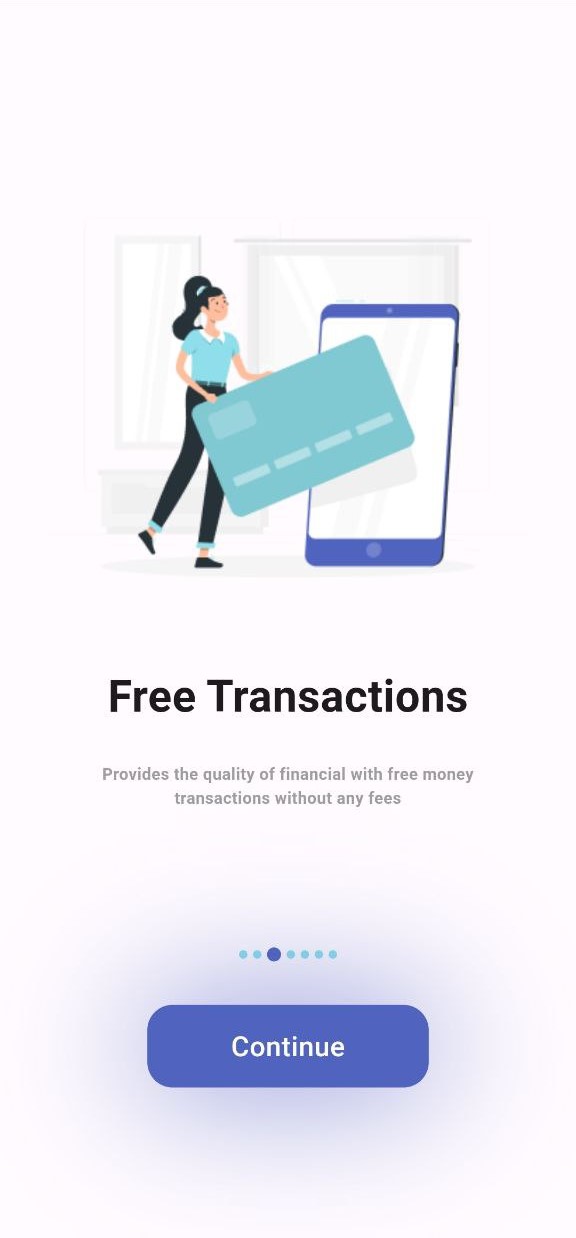 Free Transactions
Provides the quality of financial with free money
transactions without any fees
Continue